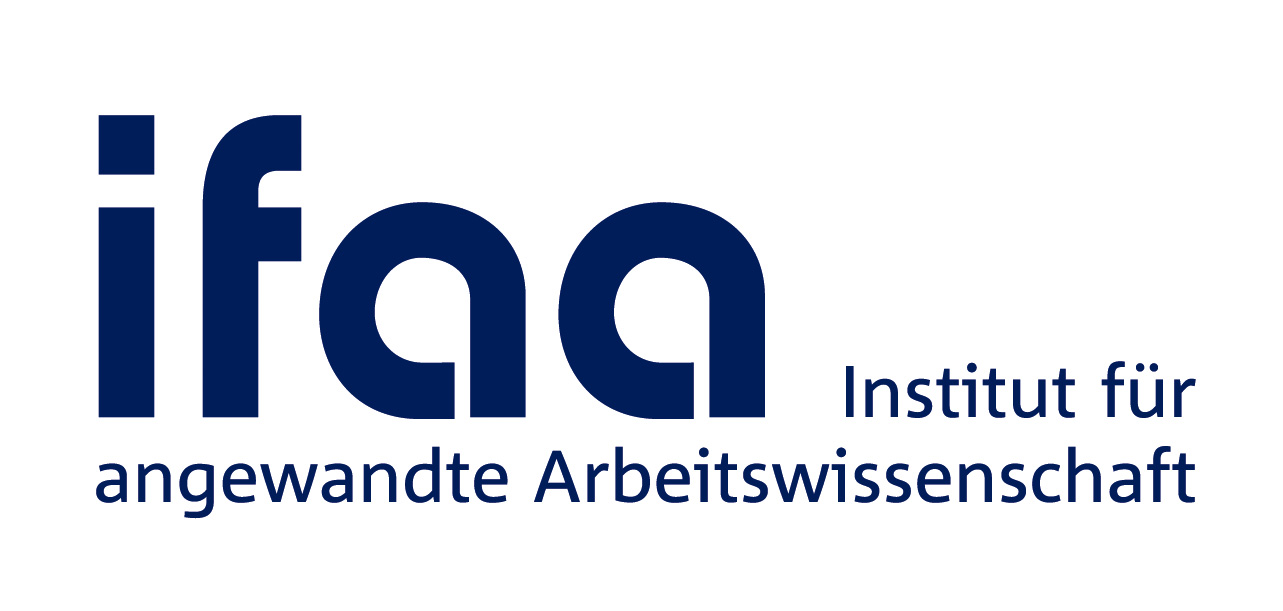 ifaa
Institut für
angewandte Arbeitswissenschaft